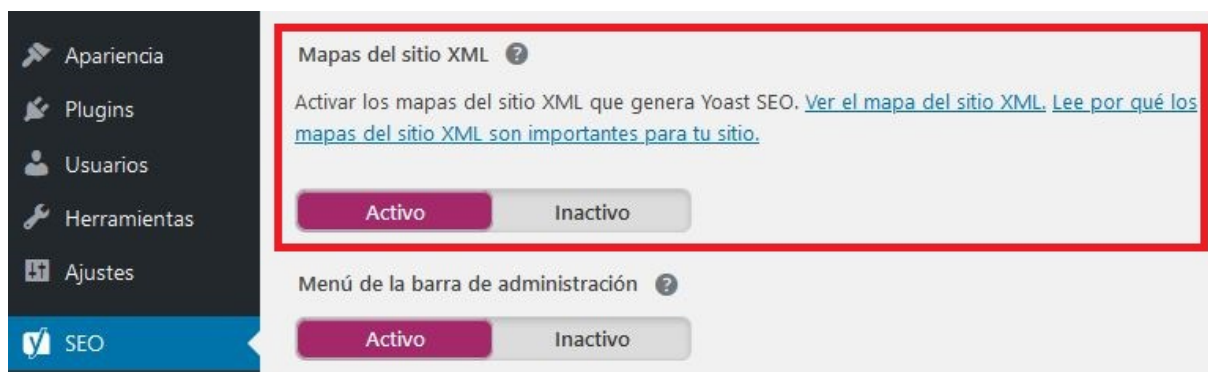 Apariencia
Plugins
Usuarios
Herramientas
Ajustes
SEO
Mapas del sitio XML ?
Activar los mapas del sitio XML que genera Yoast SEO. Ver el mapa del sitio XML. Lee por qué los
mapas del sitio XML son importantes para tu sitio.
Activo Inactivo
Menú de la barra de administración ?
Activo Inactivo